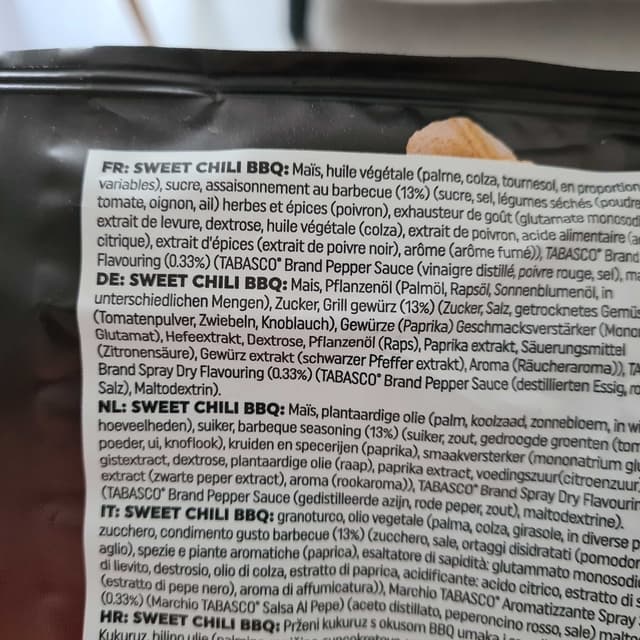 FR: SWEET CHILI BBQ: Maïs, huile végétale (palme, colza, tournesol, en proportion
variables), sucre, assaisonnement au barbecue (13%) (sucre, sel, légumes séchés (poudre
tomate, oignon, ail) herbes et épices (poivron), exhausteur de goût (glutamate monosod
extrait de levure, dextrose, huile végétale (colza), extrait de poivron, acide alimentaire
citrique), extrait d'épices (extrait de poivre noir), arôme (arôme fumé)), TABASCO® Brand
Flavouring (0.33%) (TABASCO® Brand Pepper Sauce (vinaigre distillé, poivre rouge, sel), ma
DE: SWEET CHILI BBQ: Mais, Pflanzenöl (Palmöl, Rapsöl, Sonnenblumenöl, in
unterschiedlichen Mengen), Zucker, Grill gewürz (13%) (Zucker, Salz, getrocknetes Gemüs
(Tomatenpulver, Zwiebeln, Knoblauch), Gewürze (Paprika) Geschmacksverstärker (Mono
Glutamat), Hefeextrakt, Dextrose, Pflanzenöl (Raps), Paprika extrakt, Säuerungsmittel
(Zitronensäure), Gewürz extrakt (schwarzer Pfeffer extrakt), Aroma (Räucheraroma)), TA
Brand Spray Dry Flavouring (0.33%) (TABASCO® Brand Pepper Sauce (destillierten Essig, ro
Salz), Maltodextrin).
NL: SWEET CHILI BBQ: Maïs, plantaardige olie (palm, koolzaad, zonnebloem, in wi
hoeveelheden), suiker, barbeque seasoning (13%) (suiker, zout, gedroogde groenten (tom
poeder, ui, knoflook), kruiden en specerijen (paprika), smaakversterker (mononatrium gl
gistextract, dextrose, plantaardige olie (raap), paprika extract, voedingszuur(citroenzuur)
extract (zwarte peper extract), aroma (rookaroma)), TABASCO® Brand Spray Dry Flavourin
(TABASCO® Brand Pepper Sauce (gedistilleerde azijn, rode peper, zout), maltodextrine).
IT: SWEET CHILI BBQ: granoturco, olio vegetale (palma, colza, girasole, in diverse p
zucchero, condimento gusto barbecue (13%) (zucchero, sale, ortaggi disidratati (pomodor
aglio), spezie e piante aromatiche (paprica), esaltatore di sapidità: glutammato monosodi
di lievito, destrosio, olio di colza, estratto di paprica, acidificante: acido citrico, estratto di s
(estratto di pepe nero), aroma di affumicatura)), Marchio TABASCO® Aromatizzante Spray
(0.33%) (Marchio TABASCO® Salsa Al Pepe) (aceto distillato, peperoncino rosso, sale) ma
HR: SWEET CHILI BBQ: Prženi kukuruz s okusom BBQ umaka
Kukuruz, biljno ulje